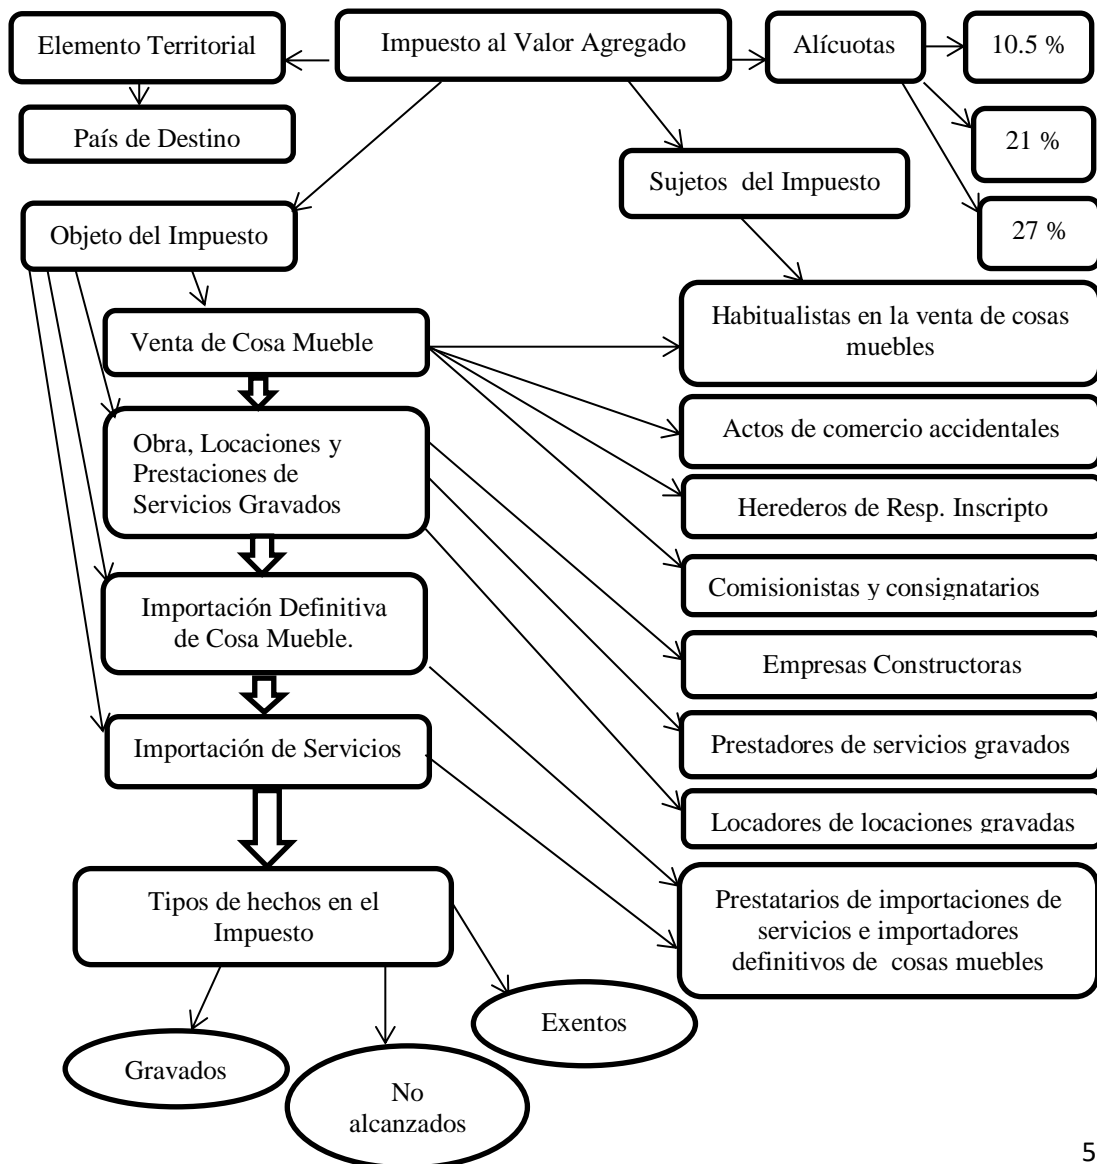 Elemento Territorial
Impuesto al Valor Agregado
Alícuotas
10.5 %
País de Destino
21 %
Sujetos del Impuesto
27 %
Objeto del Impuesto
Venta de Cosa Mueble
Habitualistas en la venta de cosas
muebles
Actos de comercio accidentales
Obra, Locaciones y
Prestaciones de
Servicios Gravados
Herederos de Resp. Inscripto
Comisionistas y consignatarios
Importación Definitiva
de Cosa Mueble.
Empresas Constructoras
Importación de Servicios
Prestadores de servicios gravados
Locadores de locaciones gravadas
Tipos de hechos en el
Impuesto
Prestatarios de importaciones de
servicios e importadores
definitivos de cosas muebles
Exentos
Gravados
No
alcanzados
5